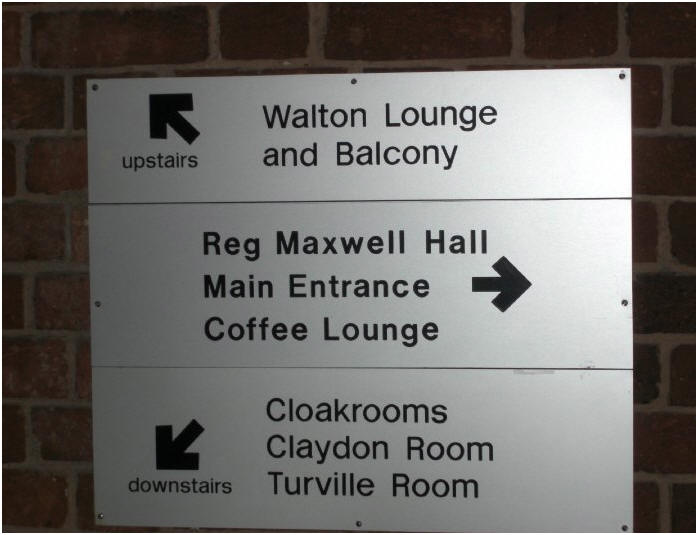 upstairs
Walton Lounge
and Balcony
Reg Maxwell Hall
Main Entrance
Coffee Lounge
downstairs
Cloakrooms
Claydon Room
Turville Room